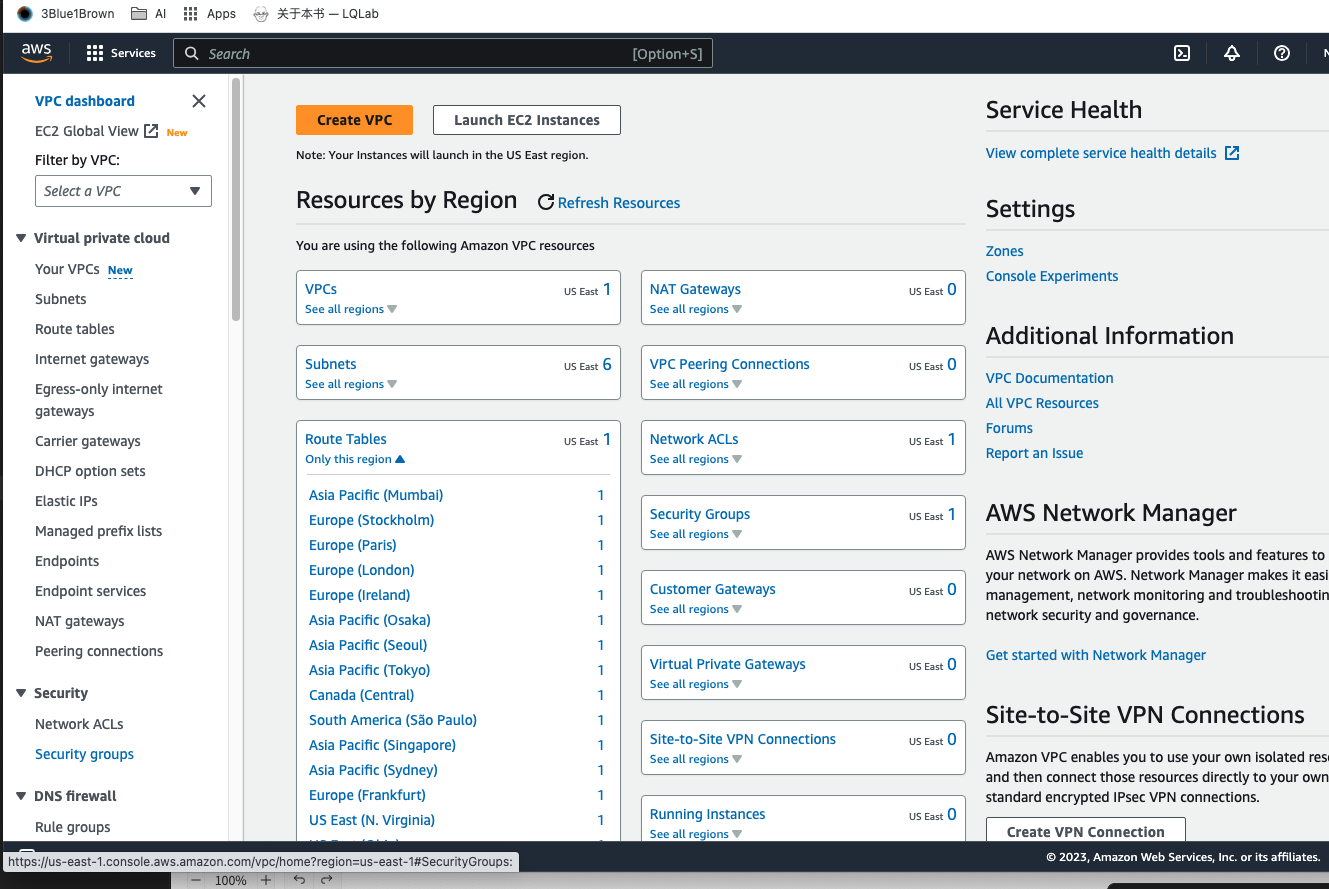 3Blue1Brown AI Apps 关于本书 — LQLab
aws Services Search [Option+S]
VPC dashboard
EC2 Global View New
Filter by VPC:
Select a VPC
Virtual private cloud
Your VPCs New
Subnets
Route tables
Internet gateways
Egress-only internet
gateways
Carrier gateways
DHCP option sets
Elastic IPs
Managed prefix lists
Endpoints
Endpoint services
NAT gateways
Peering connections
Security
Network ACLs
Security groups
DNS firewall
Rule groups
Create VPC Launch EC2 Instances
Note: Your Instances will launch in the US East region.
Resources by Region Refresh Resources
You are using the following Amazon VPC resources
VPCs US East 1
See all regions
Subnets US East 6
See all regions
Route Tables US East 1
Only this region
Asia Pacific (Mumbai) 1
Europe (Stockholm) 1
Europe (Paris) 1
Europe (London) 1
Europe (Ireland) 1
Asia Pacific (Osaka) 1
Asia Pacific (Seoul) 1
Asia Pacific (Tokyo) 1
Canada (Central) 1
South America (São Paulo) 1
Asia Pacific (Singapore) 1
Asia Pacific (Sydney) 1
Europe (Frankfurt) 1
US East (N. Virginia) 1
NAT Gateways US East 0
See all regions
VPC Peering Connections US East 0
See all regions
Network ACLs US East 1
See all regions
Security Groups US East 1
See all regions
Customer Gateways US East 0
See all regions
Virtual Private Gateways US East 0
See all regions
Site-to-Site VPN Connections US East 0
See all regions
Running Instances US East 0
See all regions
Service Health
View complete service health details
Settings
Zones
Console Experiments
Additional Information
VPC Documentation
All VPC Resources
Forums
Report an Issue
AWS Network Manager
AWS Network Manager provides tools and features to
your network on AWS. Network Manager makes it easi
management, network monitoring and troubleshootin
network security and governance.
Get started with Network Manager
Site-to-Site VPN Connections
Amazon VPC enables you to use your own isolated reso
and then connect those resources directly to your own
standard encrypted IPsec VPN connections.
Create VPN Connection
© 2023, Amazon Web Services, Inc. or its affiliates.
https://us-east-1.console.aws.amazon.com/vpc/home?region=us-east-1#SecurityGroups:
100%